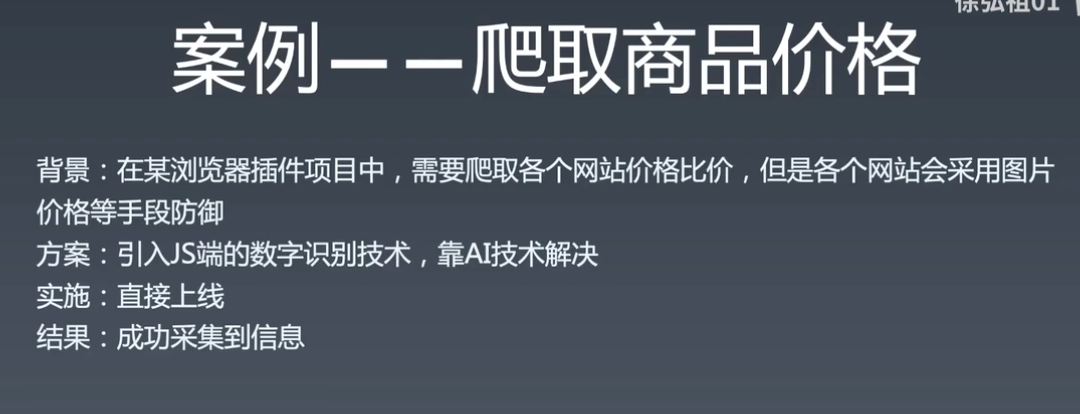 徐弘祖01
案例——爬取商品价格
背景：在某浏览器插件项目中，需要爬取各个网站价格比价，但是各个网站会采用图片
价格等手段防御
方案：引入JS端的数字识别技术，靠AI技术解决
实施：直接上线
结果：成功采集到信息